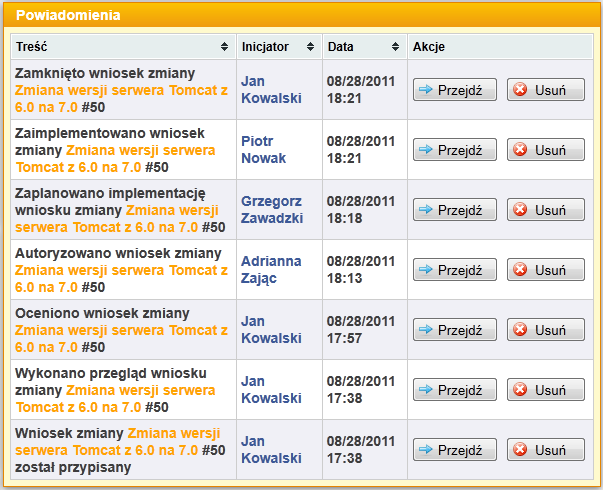 Powiadomienia
Treść Inicjator Data Akcje
Zamknięto wniosek zmiany
Zmiana wersji serwera Tomcat z
6.0 na 7.0 #50
Jan
Kowalski
08/28/2011
18:21
Przejdź Usuń
Zaimplementowano wniosek
zmiany Zmiana wersji serwera
Tomcat z 6.0 na 7.0 #50
Piotr
Nowak
08/28/2011
18:21
Przejdź Usuń
Zaplanowano implementację
wniosku zmiany Zmiana wersji
serwera Tomcat z 6.0 na 7.0 #50
Grzegorz
Zawadzki
08/28/2011
18:18
Przejdź Usuń
Autoryzowano wniosek zmiany
Zmiana wersji serwera Tomcat z
6.0 na 7.0 #50
Adrianna
Zając
08/28/2011
18:13
Przejdź Usuń
Oceniono wniosek zmiany
Zmiana wersji serwera Tomcat z
6.0 na 7.0 #50
Jan
Kowalski
08/28/2011
17:57
Przejdź Usuń
Wykonano przegląd wniosku
zmiany Zmiana wersji serwera
Tomcat z 6.0 na 7.0 #50
Jan
Kowalski
08/28/2011
17:38
Przejdź Usuń
Wniosek zmiany Zmiana wersji
serwera Tomcat z 6.0 na 7.0 #50
został przypisany
Jan
Kowalski
08/28/2011
17:38
Przejdź Usuń